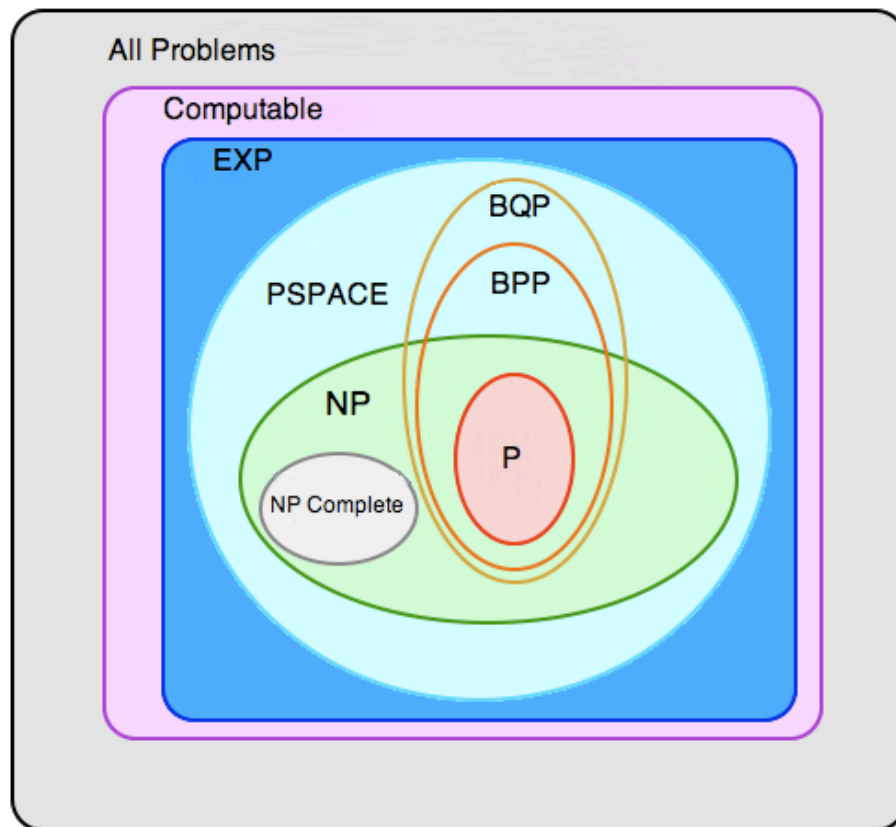 All Problems
Computable
EXP
BQP
BPP
PSPACE
NP
P
NP Complete